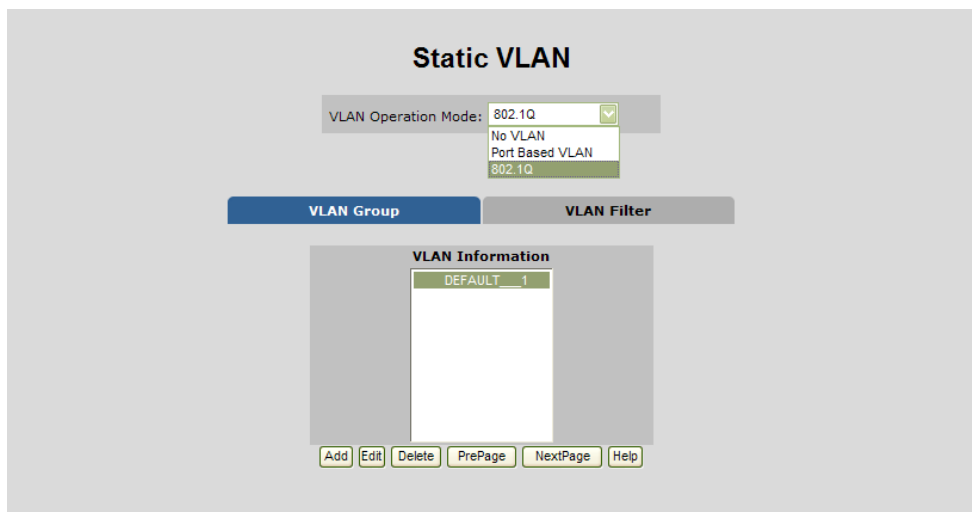 Static VLAN
VLAN Operation Mode: 802.1Q
No VLAN
Port Based VLAN
802.1Q
VLAN Group VLAN Filter
VLAN Information
DEFAULT___1
Add Edit Delete PrePage NextPage Help